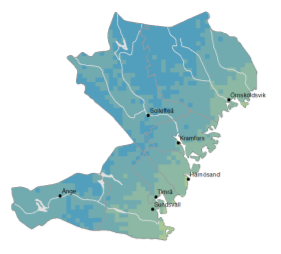 Örnsköldsvik
Sollefteå
Kramfors
Härnösand
Ånge
Timrå
Sundsvall